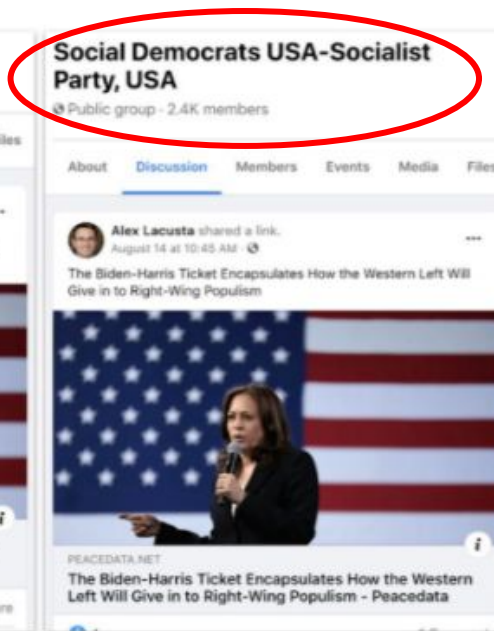 Social Democrats USA-Socialist
Party, USA
Public group · 2.4K members
iles
About Discussion Members Events Media Files
Alex Lacusta shared a link.
August 14 at 10:45 AM ·
The Biden-Harris Ticket Encapsulates How the Western Left Will
Give in to Right-Wing Populism
i
PEACEDATA.NET
The Biden-Harris Ticket Encapsulates How the Western
Left Will Give in to Right-Wing Populism - Peacedata